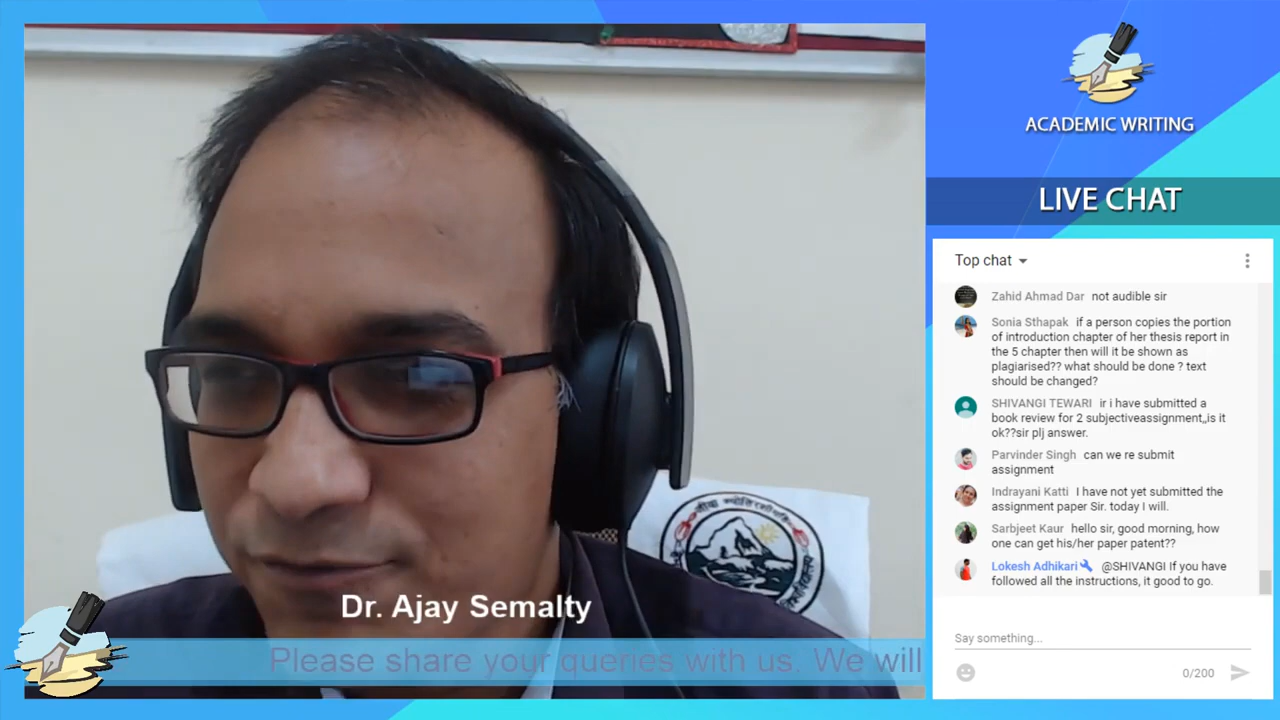 ACADEMIC WRITING
LIVE CHAT
Top chat
Zahid Ahmad Dar not audible sir
Sonia Sthapak if a person copies the portion
of introduction chapter of her thesis report in
the 5 chapter then will it be shown as
plagiarised?? what should be done ? text
should be changed?
SHIVANGI TEWARI ir i have submitted a
book review for 2 subjectiveassignment,,is it
ok??sir plj answer.
Parvinder Singh can we re submit
assignment
Indrayani Katti I have not yet submitted the
assignment paper Sir. today I will.
Sarbjeet Kaur hello sir, good morning, how
one can get his/her paper patent??
Lokesh Adhikari @SHIVANGI If you have
followed all the instructions, it good to go.
Say something...
0/200
Dr. Ajay Semalty
Please share your queries with us. We will